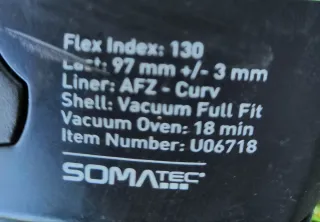 Flex Index: 130
Last: 97 mm +/- 3 mm
Liner: AFZ - Curv
Shell: Vacuum Full Fit
Vacuum Oven: 18 min
Item Number: U06718
SOMATEC